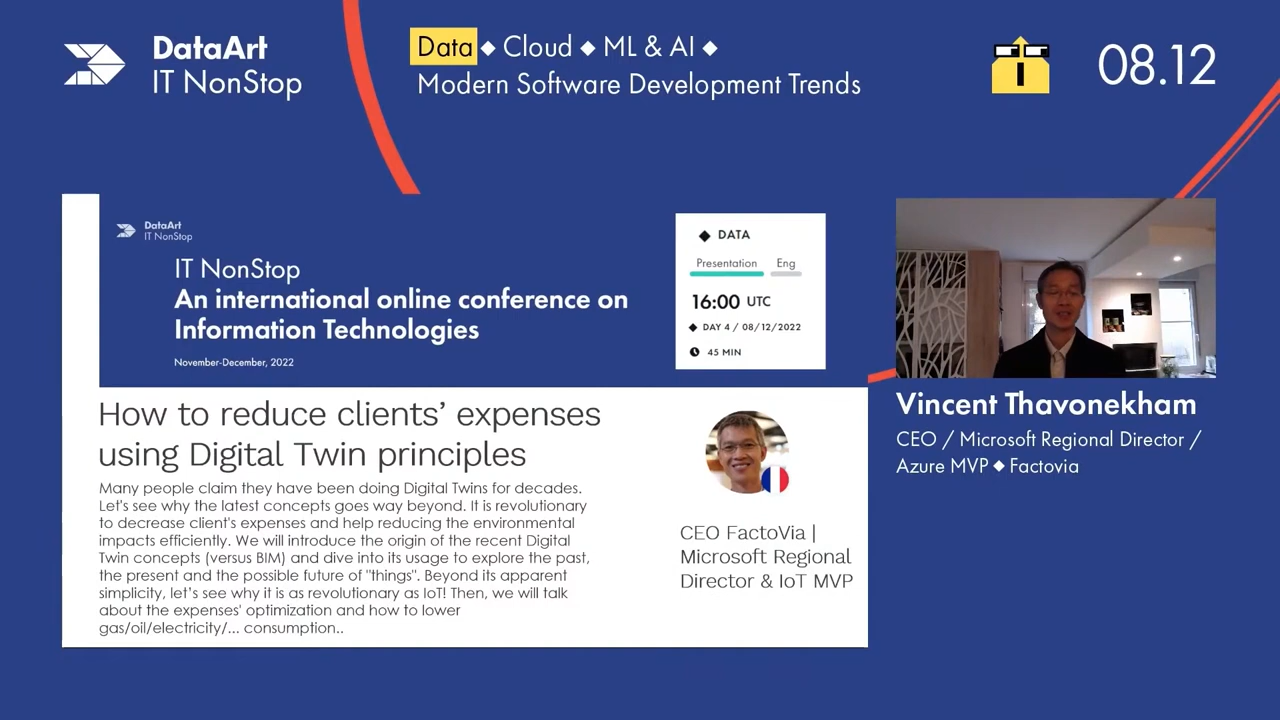 DataArt
IT NonStop
Data ◆ Cloud ◆ ML & AI ◆
Modern Software Development Trends
08.12
DataArt
IT NonStop
IT NonStop
An international online conference on
Information Technologies
November-December, 2022
◆ DATA
Presentation Eng
16:00 UTC
◆ DAY 4 / 08/12/2022
45 MIN
How to reduce clients’ expenses
using Digital Twin principles
Many people claim they have been doing Digital Twins for decades.
Let's see why the latest concepts goes way beyond. It is revolutionary
to decrease client's expenses and help reducing the environmental
impacts efficiently. We will introduce the origin of the recent Digital
Twin concepts (versus BIM) and dive into its usage to explore the past,
the present and the possible future of "things". Beyond its apparent
simplicity, let’s see why it is as revolutionary as IoT! Then, we will talk
about the expenses' optimization and how to lower
gas/oil/electricity/... consumption..
CEO FactoVia |
Microsoft Regional
Director & IoT MVP
Vincent Thavonekham
CEO / Microsoft Regional Director /
Azure MVP ◆ Factovia